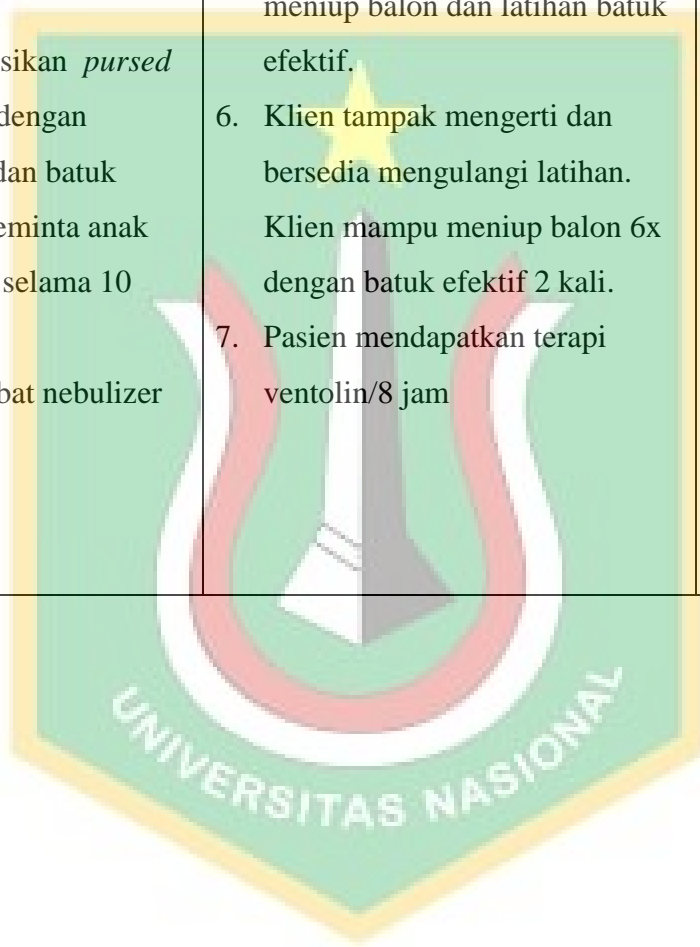 meniup balon dan latihan batuk
efektif.
6. Klien tampak mengerti dan
bersedia mengulangi latihan.
Klien mampu meniup balon 6x
dengan batuk efektif 2 kali.
7. Pasien mendapatkan terapi
ventolin/8 jam
sikan pursed
dengan
dan batuk
eminta anak
selama 10
bat nebulizer
UNIVERSITAS NASIONAL